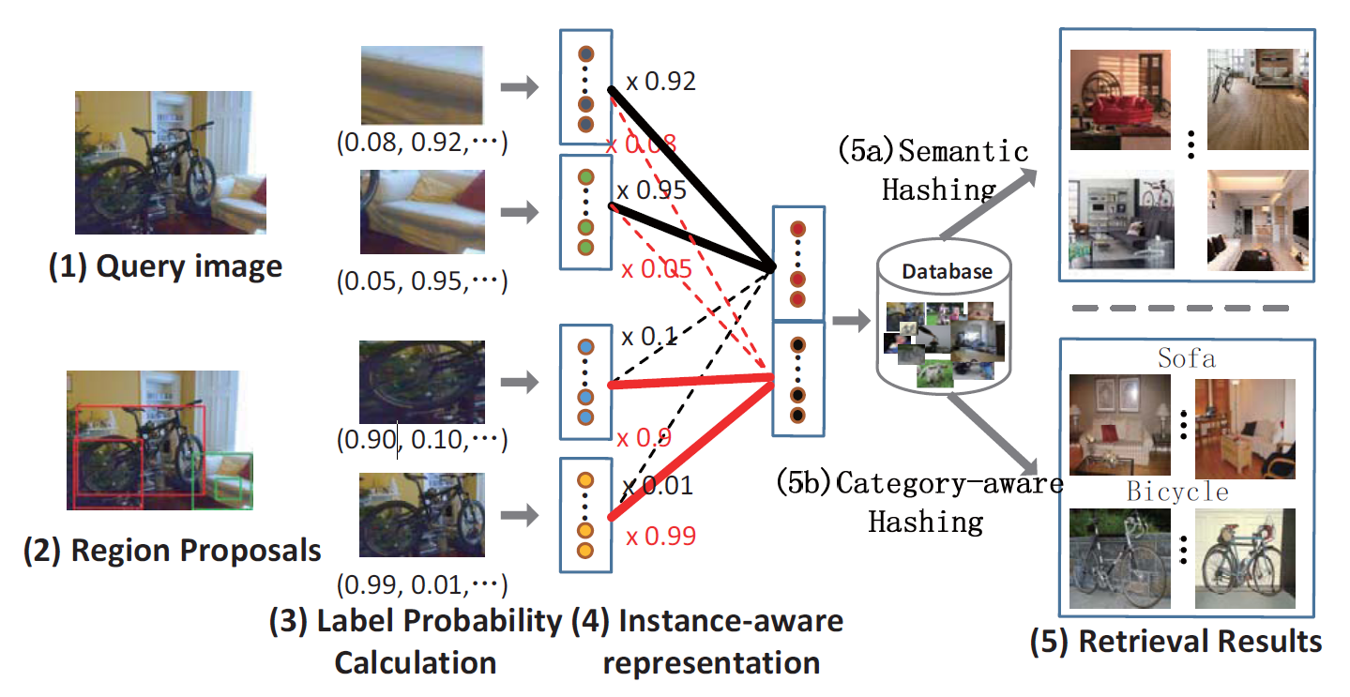 (1) Query image
(2) Region Proposals
(0.08, 0.92,⋯)
(0.05, 0.95,⋯)
(0.90, 0.10,⋯)
(0.99, 0.01,⋯)
(3) Label Probability
Calculation
x 0.92
x 0.08
x 0.95
x 0.05
x 0.1
x 0.9
x 0.01
x 0.99
(4) Instance-aware
representation
Database
(5a)Semantic
Hashing
(5b)Category-aware
Hashing
Sofa
Bicycle
(5) Retrieval Results